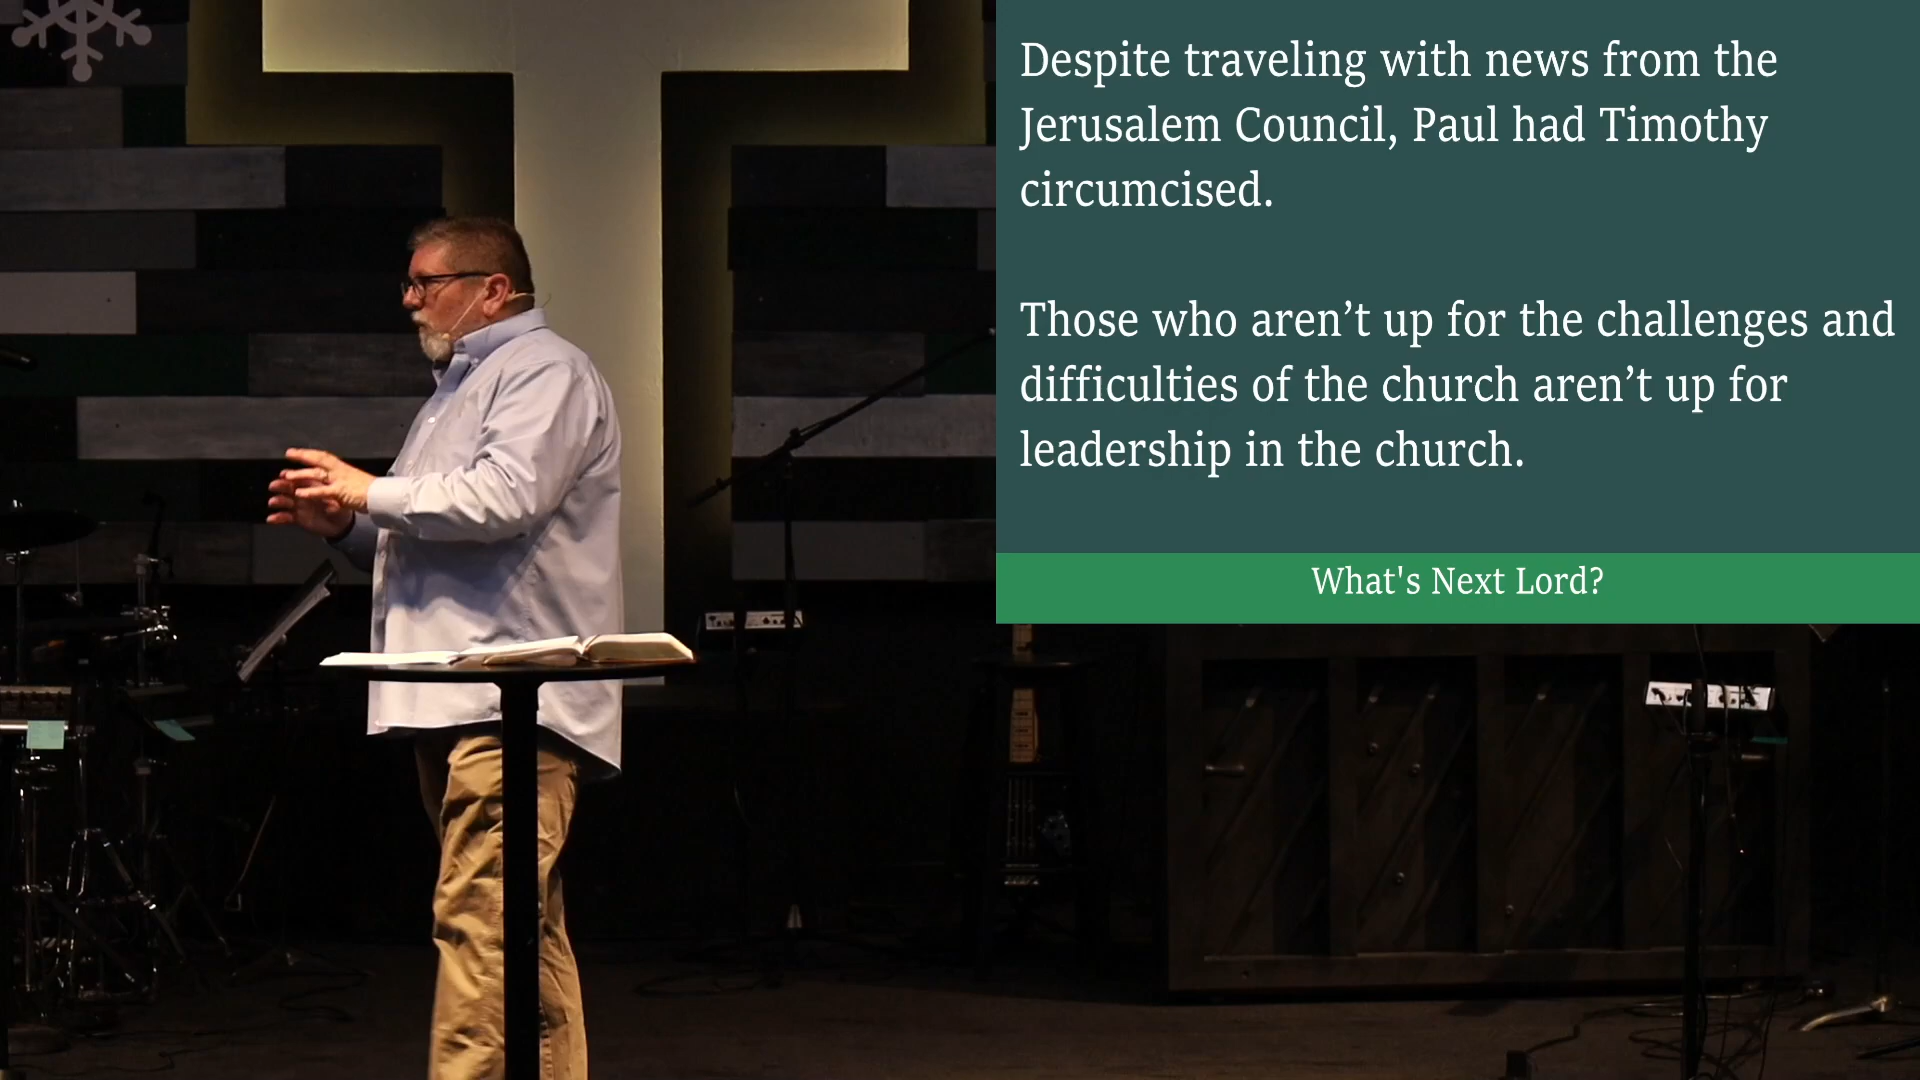 Despite traveling with news from the
Jerusalem Council, Paul had Timothy
circumcised.
Those who aren’t up for the challenges and
difficulties of the church aren’t up for
leadership in the church.
What's Next Lord?